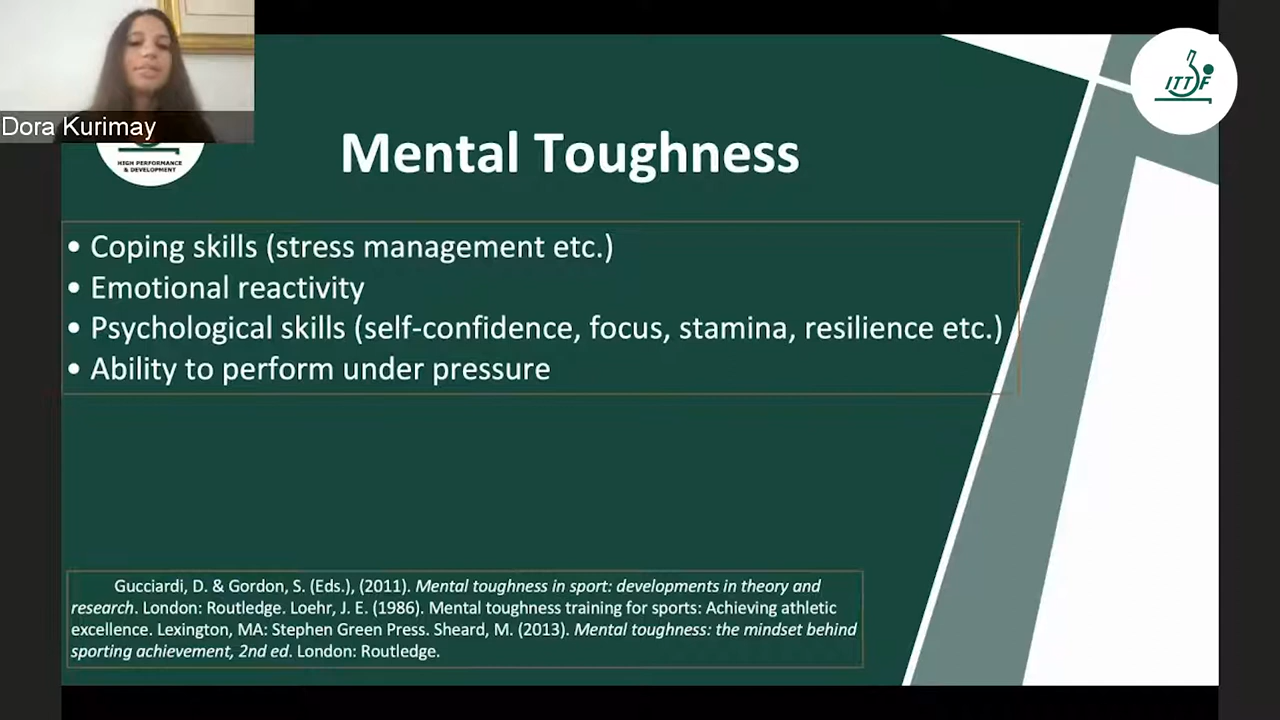 Dora Kurimay
HIGH PERFORMANCE
& DEVELOPMENT
ITTF
Mental Toughness
• Coping skills (stress management etc.)
• Emotional reactivity
• Psychological skills (self-confidence, focus, stamina, resilience etc.)
• Ability to perform under pressure
Gucciardi, D. & Gordon, S. (Eds.), (2011). Mental toughness in sport: developments in theory and
research. London: Routledge. Loehr, J. E. (1986). Mental toughness training for sports: Achieving athletic
excellence. Lexington, MA: Stephen Green Press. Sheard, M. (2013). Mental toughness: the mindset behind
sporting achievement, 2nd ed. London: Routledge.